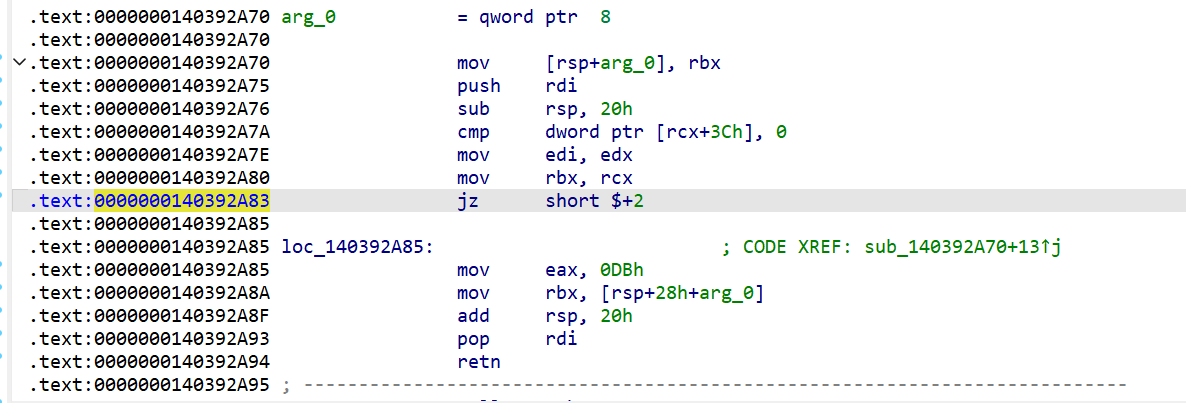 .text:0000000140392A70 arg_0 = qword ptr 8
.text:0000000140392A70
.text:0000000140392A70 mov [rsp+arg_0], rbx
.text:0000000140392A75 push rdi
.text:0000000140392A76 sub rsp, 20h
.text:0000000140392A7A cmp dword ptr [rcx+3Ch], 0
.text:0000000140392A7E mov edi, edx
.text:0000000140392A80 mov rbx, rcx
.text:0000000140392A83 jz short $+2
.text:0000000140392A85
.text:0000000140392A85 loc_140392A85: ; CODE XREF: sub_140392A70+13↑j
.text:0000000140392A85 mov eax, 0DBh
.text:0000000140392A8A mov rbx, [rsp+28h+arg_0]
.text:0000000140392A8F add rsp, 20h
.text:0000000140392A93 pop rdi
.text:0000000140392A94 retn
.text:0000000140392A95 ; ---------------------------------------------------------------------------